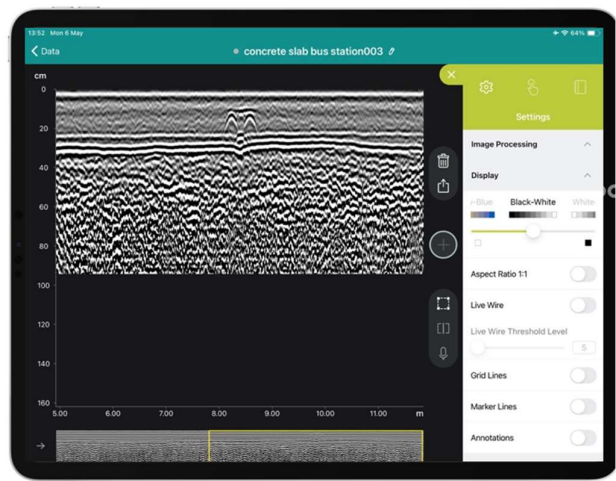 13:52 Mon 6 May
64%
Data
concrete slab bus station003
cm
0
20
40
60
80
100
120
140
160
5.00 6.00 7.00 8.00 9.00 10.00 11.00 m
Settings
Image Processing
Display
-Blue Black-White White
Aspect Ratio 1:1
Live Wire
Live Wire Threshold Level
5
Grid Lines
Marker Lines
Annotations